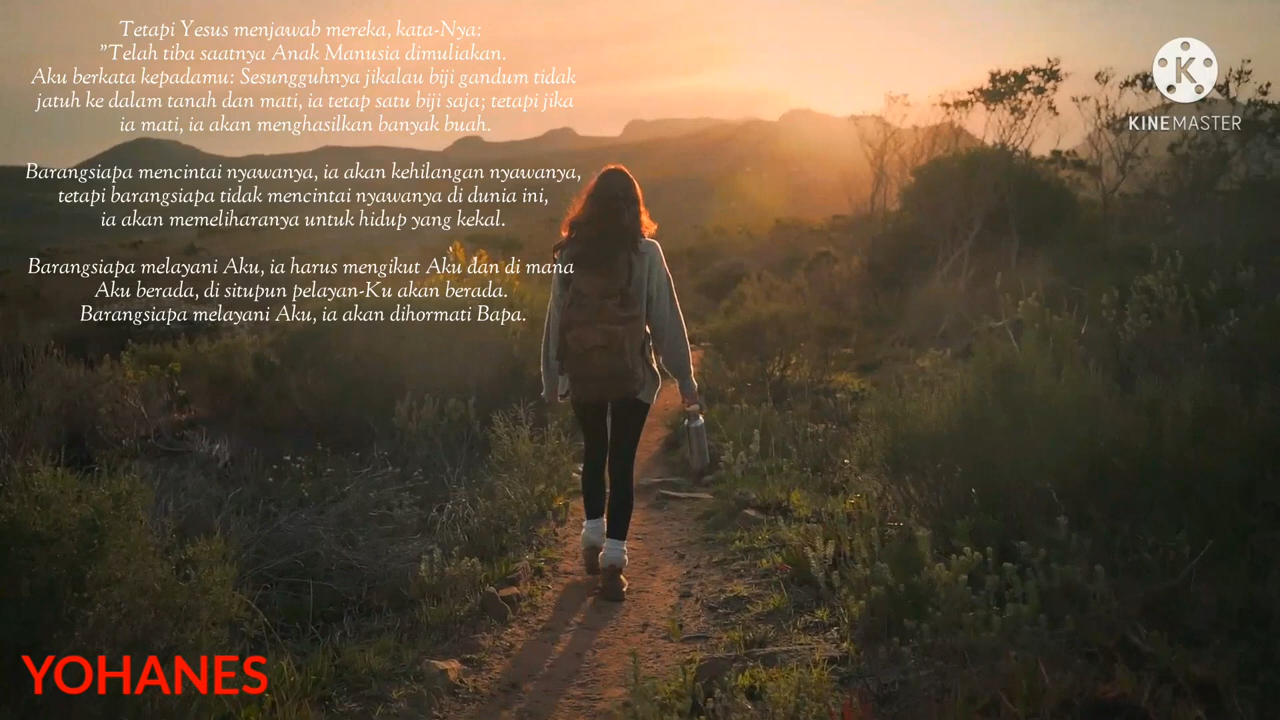 Tetapi Yesus menjawab mereka, kata-Nya:
"Telah tiba saatnya Anak Manusia dimuliakan.
Aku berkata kepadamu: Sesungguhnya jikalau biji gandum tidak
jatuh ke dalam tanah dan mati, ia tetap satu biji saja; tetapi jika
ia mati, ia akan menghasilkan banyak buah.
Barangsiapa mencintai nyawanya, ia akan kehilangan nyawanya,
tetapi barangsiapa tidak mencintai nyawanya di dunia ini,
ia akan memeliharanya untuk hidup yang kekal.
Barangsiapa melayani Aku, ia harus mengikut Aku dan di mana
Aku berada, di situpun pelayan-Ku akan berada.
Barangsiapa melayani Aku, ia akan dihormati Bapa.
K
KINEMASTER
YOHANES